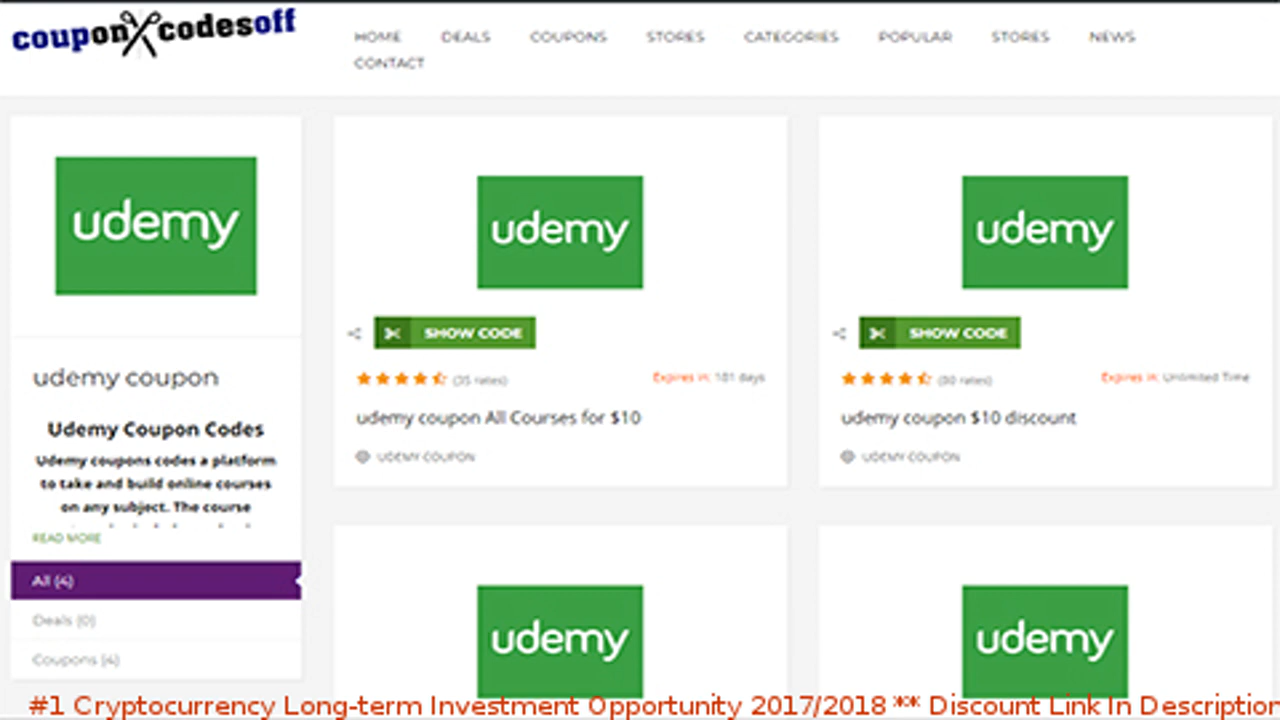 couponXcodesoff
HOME DEALS COUPONS STORES CATEGORIES POPULAR STORES NEWS
CONTACT
udemy
udemy coupon
Udemy Coupon Codes
Udemy coupons codes a platform
to take and build online courses
on any subject. The course
READ MORE
All (4)
Deals (0)
Coupons (4)
udemy
SHOW CODE
(35 rates) Expires in: 181 days
udemy coupon All Courses for $10
UDEMY COUPON
udemy
SHOW CODE
(80 rates) Expires in: Unlimited Time
udemy coupon $10 discount
UDEMY COUPON
udemy
udemy
#1 Cryptocurrency Long-term Investment Opportunity 2017/2018 ** Discount Link In Description